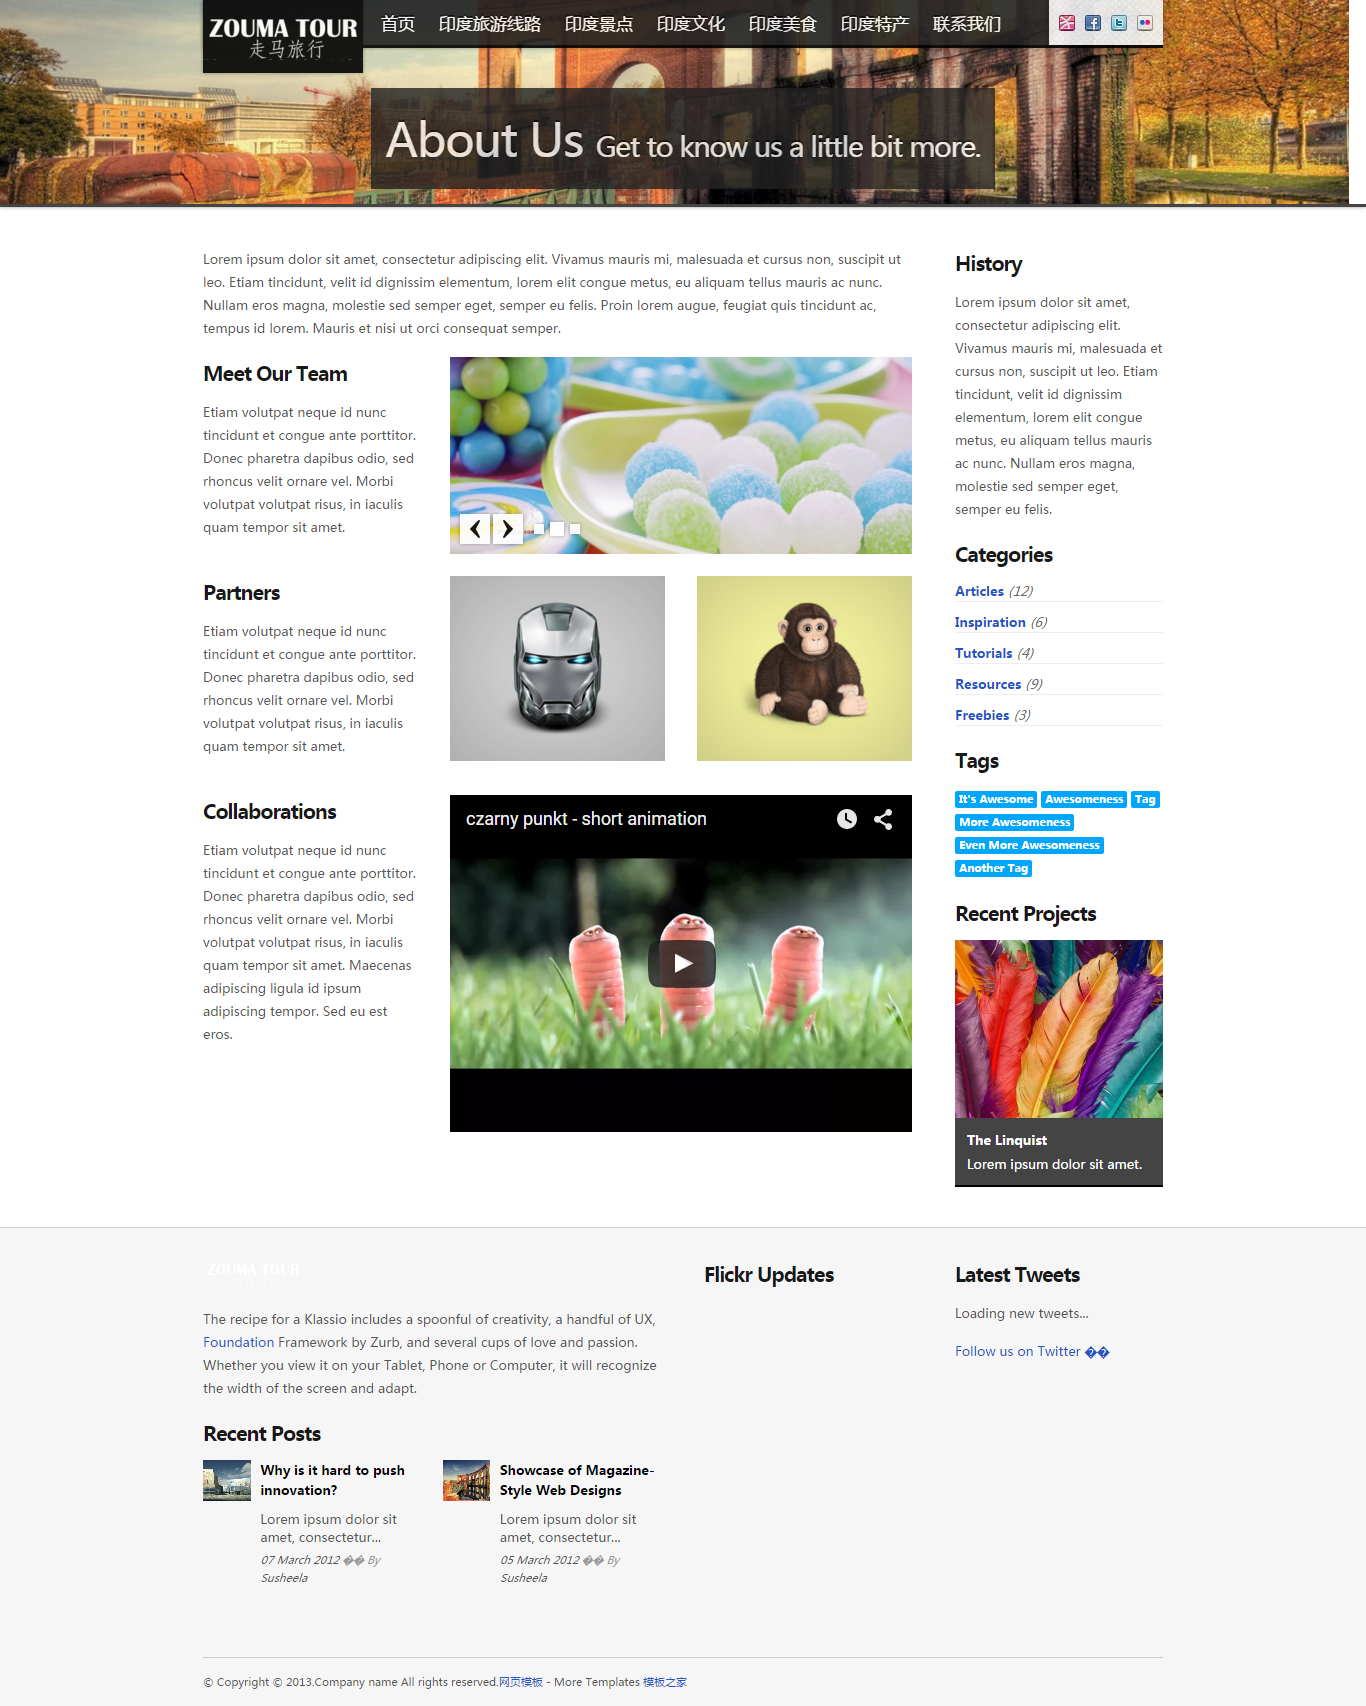 ZOUMA TOUR
走马旅行
首页 印度旅游线路 印度景点 印度文化 印度美食 印度特产 联系我们
About Us Get to know us a little bit more.
Lorem ipsum dolor sit amet, consectetur adipiscing elit. Vivamus mauris mi, malesuada et cursus non, suscipit ut
leo. Etiam tincidunt, velit id dignissim elementum, lorem elit congue metus, eu aliquam tellus mauris ac nunc.
Nullam eros magna, molestie sed semper eget, semper eu felis. Proin lorem augue, feugiat quis tincidunt ac,
tempus id lorem. Mauris et nisi ut orci consequat semper.
Meet Our Team
Etiam volutpat neque id nunc
tincidunt et congue ante porttitor.
Donec pharetra dapibus odio, sed
rhoncus velit ornare vel. Morbi
volutpat volutpat risus, in iaculis
quam tempor sit amet.
Partners
Etiam volutpat neque id nunc
tincidunt et congue ante porttitor.
Donec pharetra dapibus odio, sed
rhoncus velit ornare vel. Morbi
volutpat volutpat risus, in iaculis
quam tempor sit amet.
Collaborations
Etiam volutpat neque id nunc
tincidunt et congue ante porttitor.
Donec pharetra dapibus odio, sed
rhoncus velit ornare vel. Morbi
volutpat volutpat risus, in iaculis
quam tempor sit amet. Maecenas
adipiscing ligula id ipsum
adipiscing tempor. Sed eu est
eros.
czarny punkt - short animation
History
Lorem ipsum dolor sit amet,
consectetur adipiscing elit.
Vivamus mauris mi, malesuada et
cursus non, suscipit ut leo. Etiam
tincidunt, velit id dignissim
elementum, lorem elit congue
metus, eu aliquam tellus mauris
ac nunc. Nullam eros magna,
molestie sed semper eget,
semper eu felis.
Categories
Articles (12)
Inspiration (6)
Tutorials (4)
Resources (9)
Freebies (3)
Tags
It's Awesome Awesomeness Tag
More Awesomeness
Even More Awesomeness
Another Tag
Recent Projects
The Linquist
Lorem ipsum dolor sit amet.
ZOUMA TOUR
The recipe for a Klassio includes a spoonful of creativity, a handful of UX,
Foundation Framework by Zurb, and several cups of love and passion.
Whether you view it on your Tablet, Phone or Computer, it will recognize
the width of the screen and adapt.
Recent Posts
Why is it hard to push
innovation?
Lorem ipsum dolor sit
amet, consectetur...
07 March 2012 �� By
Susheela
Showcase of Magazine-
Style Web Designs
Lorem ipsum dolor sit
amet, consectetur...
05 March 2012 �� By
Susheela
Flickr Updates
Latest Tweets
Loading new tweets...
Follow us on Twitter ��
© Copyright © 2013.Company name All rights reserved.网页模板 - More Templates 模板之家